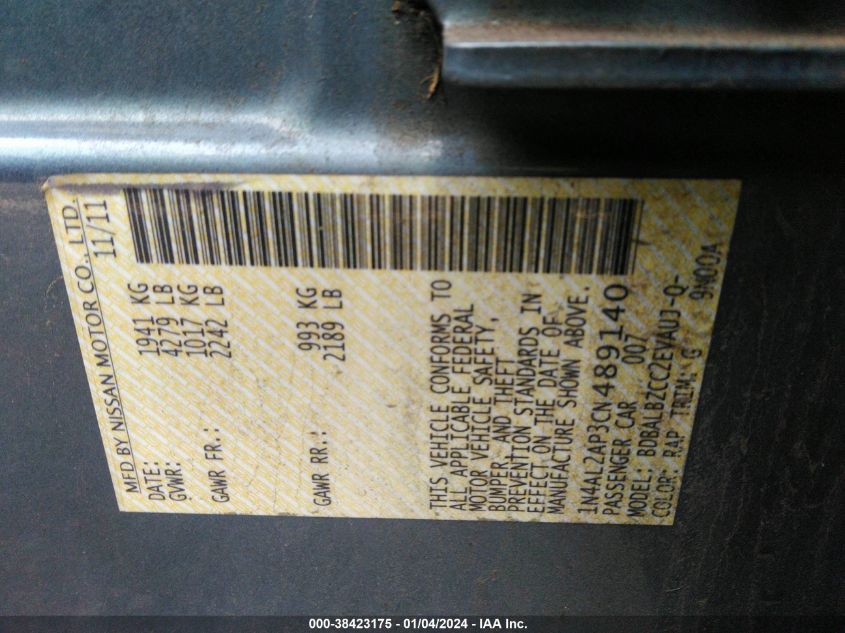 MFD BY NISSAN MOTOR CO., LTD.
DATE: 11/11
GVWR: 1941 KG
4279 LB
GAWR FR.: 1017 KG
2242 LB
GAWR RR.: 993 KG
2189 LB
THIS VEHICLE CONFORMS TO
ALL APPLICABLE FEDERAL
MOTOR VEHICLE SAFETY,
BUMPER, AND THEFT
PREVENTION STANDARDS IN
EFFECT ON THE DATE OF
MANUFACTURE SHOWN ABOVE.
1N4AL2AP3CN489140
PASSENGER CAR 007
MODEL: BDBALBZCC2EVAUJ-Q-
COLOR: RAP TRIM: G 9N00A
000-38423175 - 01/04/2024 - IAA Inc.